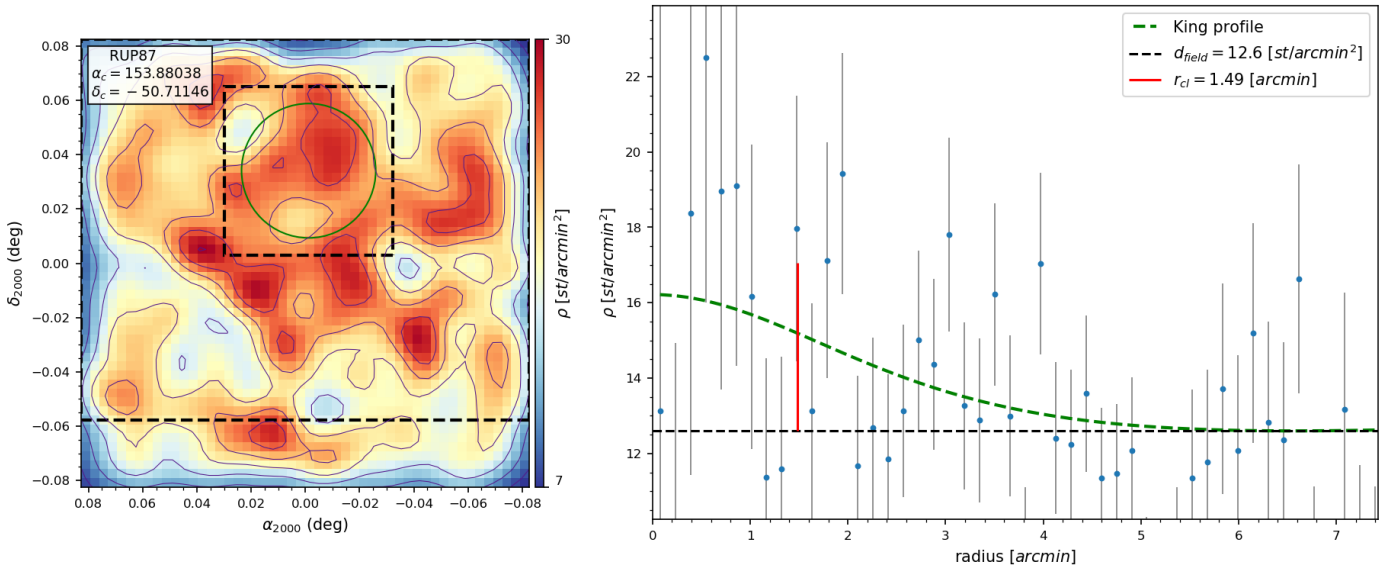 RUP87
α_c = 153.88038
δ_c = −50.71146
0.08
0.06
0.04
0.02
0.00
−0.02
−0.04
−0.06
−0.08
δ₂₀₀₀ (deg)
0.08 0.06 0.04 0.02 0.00 −0.02 −0.04 −0.06 −0.08
α₂₀₀₀ (deg)
30
ρ [st/arcmin²]
7
King profile
d_field = 12.6 [st/arcmin²]
r_cl = 1.49 [arcmin]
22
20
18
16
14
12
ρ [st/arcmin²]
0 1 2 3 4 5 6 7
radius [arcmin]